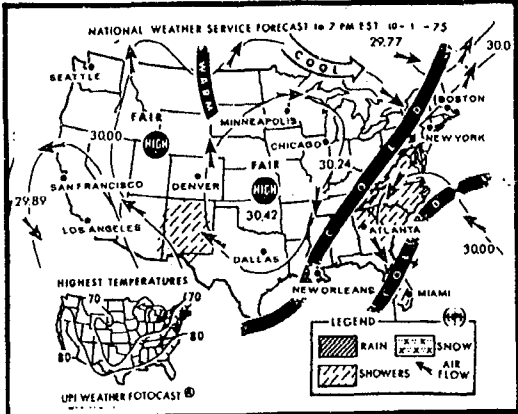 NATIONAL WEATHER SERVICE FORECAST to 7 PM EST 10-1-75
29.77
30.0
SEATTLE
WARM
COOL
BOSTON
FAIR
MINNEAPOLIS
NEW YORK
30.00
HIGH
CHICAGO
FAIR
30.24
COLD
SAN FRANCISCO
DENVER
HIGH
29.89
30.42
COLD
LOS ANGELES
ATLANTA
DALLAS
30.00
HIGHEST TEMPERATURES
NEW ORLEANS
MIAMI
70
70
80
80
LEGEND
RAIN
SNOW
SHOWERS
AIR FLOW
UPI WEATHER FOTOCAST ®